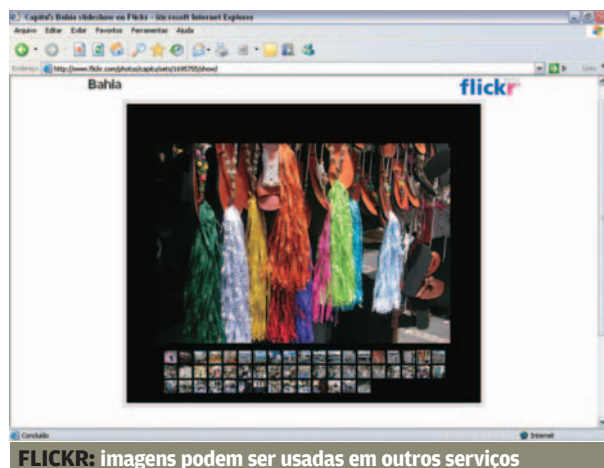 Capitu's Bahia slideshow on Flickr - Microsoft Internet Explorer
Arquivo Editar Exibir Favoritos Ferramentas Ajuda
Endereço http://www.flickr.com/photos/capitu/sets/1695755/show/
Bahia
flickr
Concluído Internet
FLICKR: imagens podem ser usadas em outros serviços